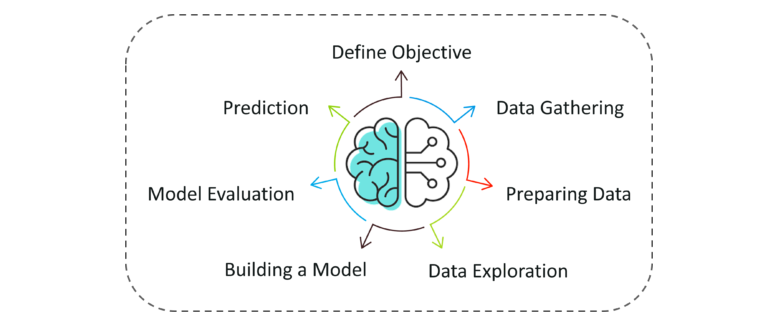 Define Objective
Data Gathering
Preparing Data
Data Exploration
Building a Model
Model Evaluation
Prediction